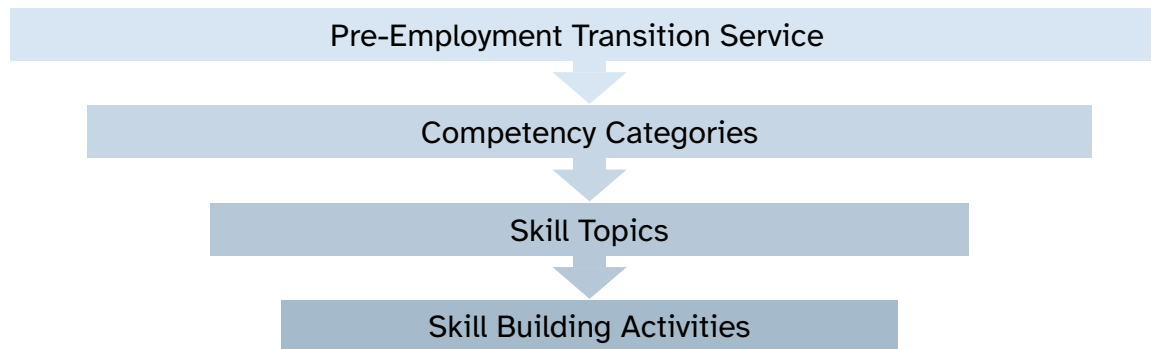 Pre-Employment Transition Service
Competency Categories
Skill Topics
Skill Building Activities